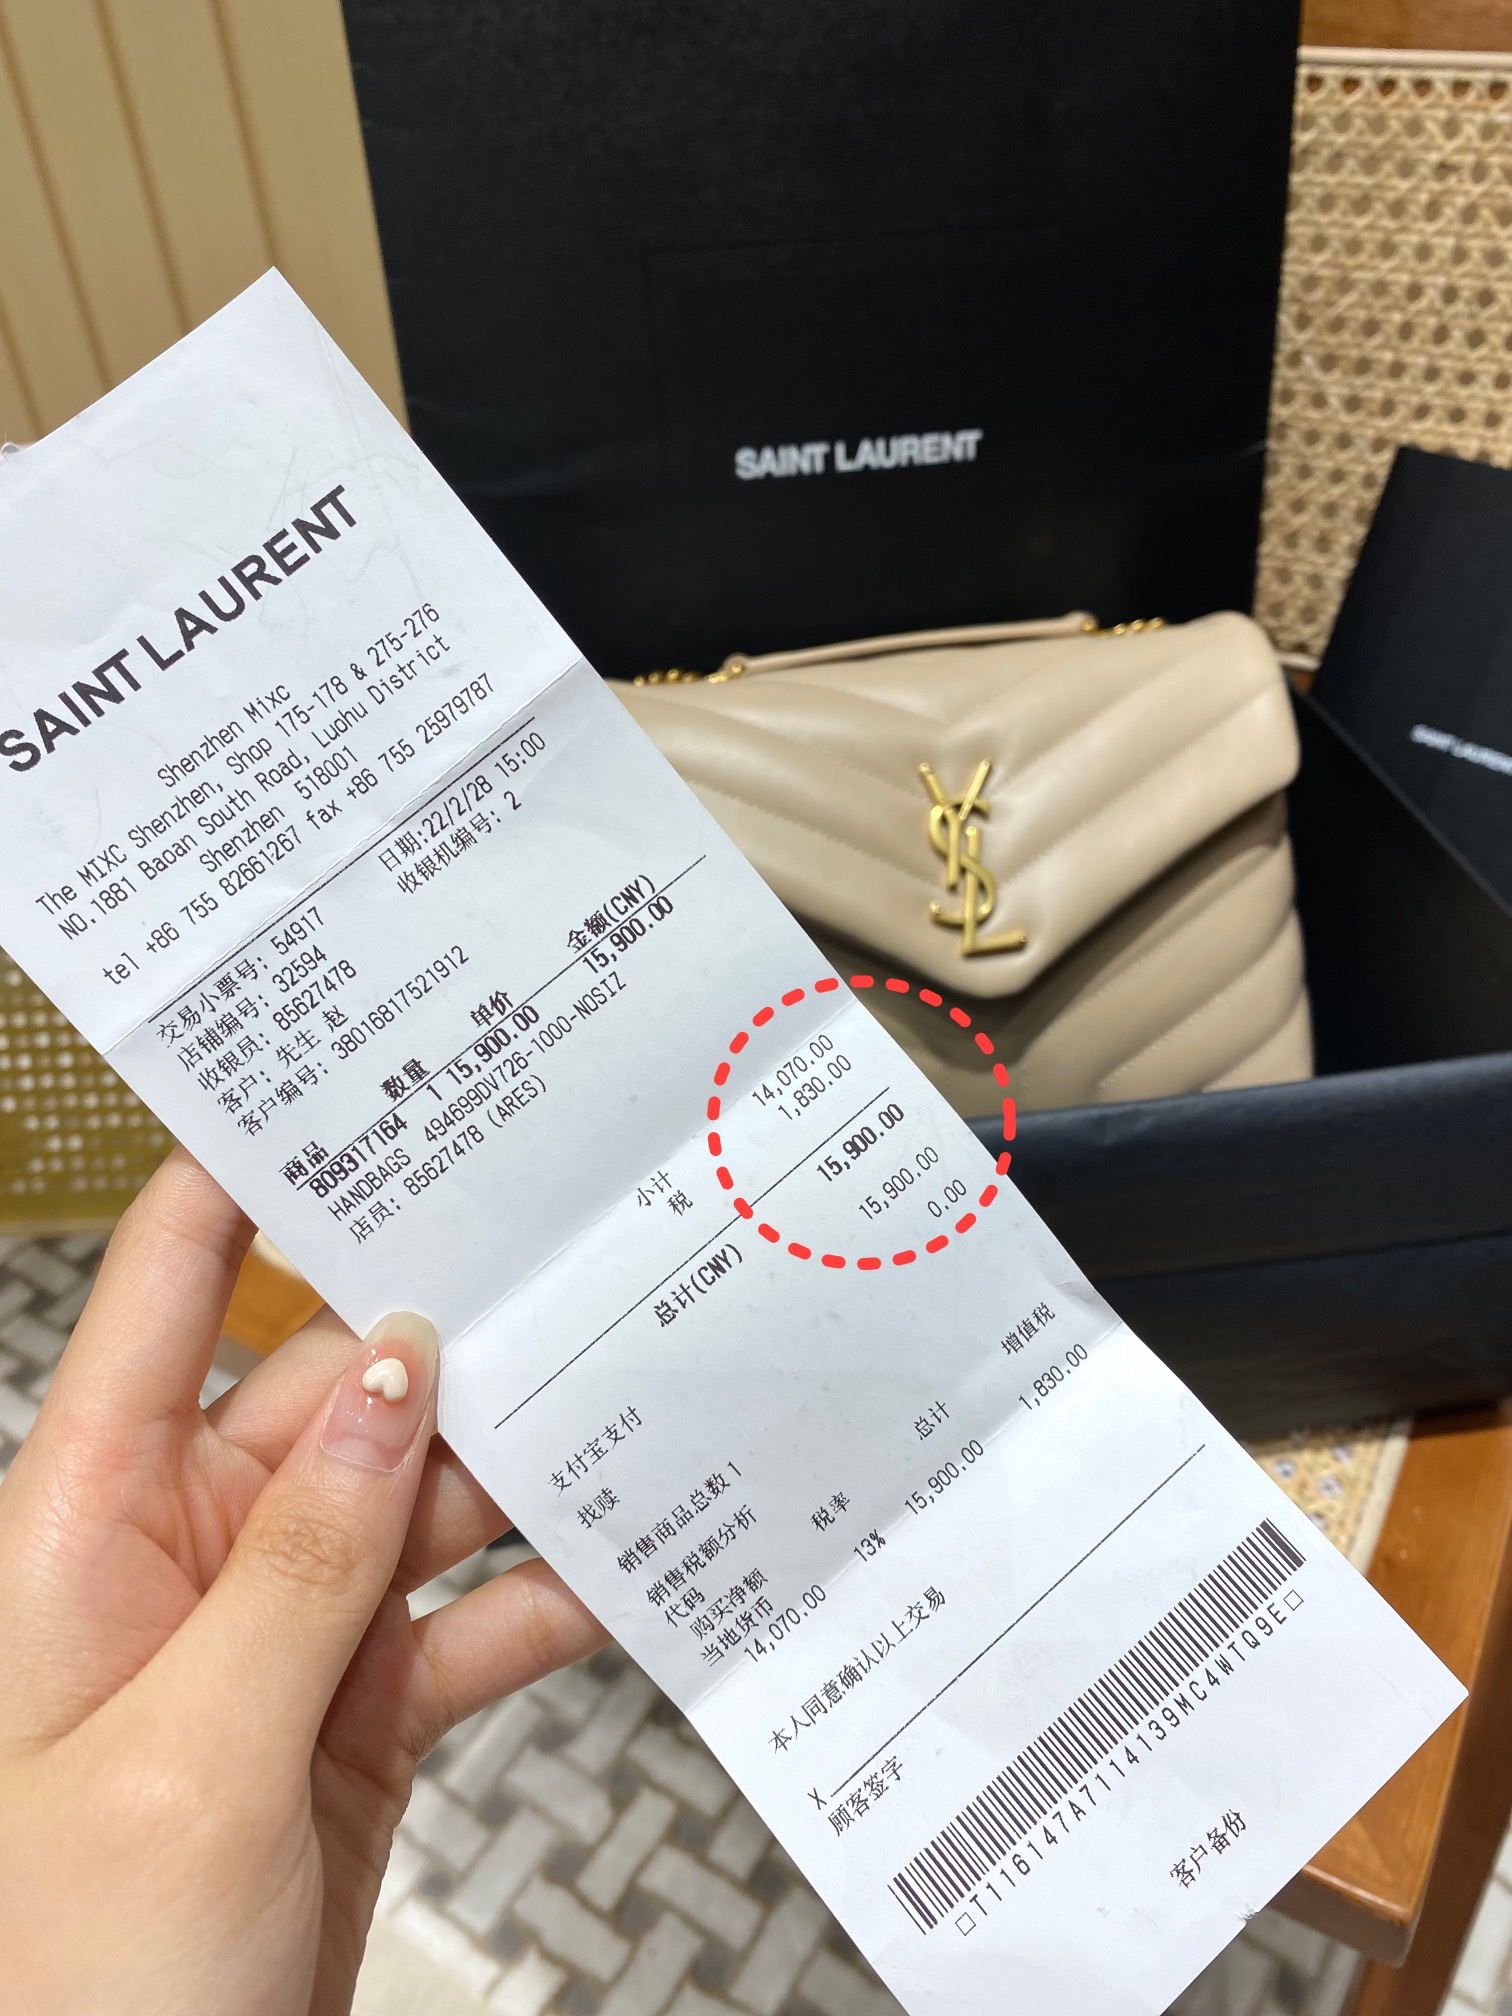 SAINT LAURENT
SAINT LAURENT
SAINT LAURENT
Shenzhen Mixc
The MIXC Shenzhen, Shop 175-178 & 275-276
NO.1881 Baoan South Road, Luohu District
Shenzhen 518001
tel +86 755 82661267 fax +86 755 25979787
交易小票号: 54917 日期:22/2/28 15:00
店铺编号: 32594 收银机编号: 2
收银员: 85627478
客户: 先生 赵
客户编号: 38016817521912
商品 数量 单价 金额(CNY)
809317164 1 15,900.00 15,900.00
HANDBAGS 494699DV726-1000-NOSIZ
店员: 85627478 (ARES)
小计 14,070.00
税 1,830.00
总计(CNY) 15,900.00
支付宝支付 15,900.00
找赎 0.00
销售商品总数 1
销售税额分析
代码
购买净额 税率 总计 增值税
当地货币
14,070.00 13% 15,900.00 1,830.00
本人同意确认以上交易
X
顾客签字
T116147A7114139MC4WTQ9E
客户备份
YSL